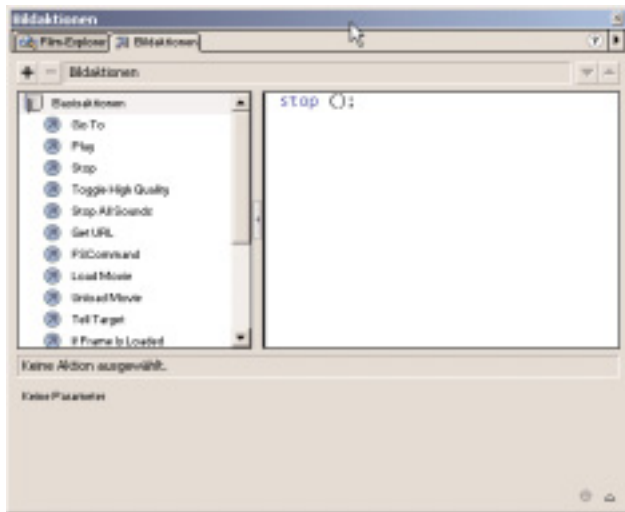 Bildaktionen
Film-Explorer Bildaktionen
+ − Bildaktionen
Basisaktionen
Go To
Play
Stop
Toggle High Quality
Stop All Sounds
Get URL
FSCommand
Load Movie
Unload Movie
Tell Target
If Frame Is Loaded
stop ();
Keine Aktion ausgewählt.
Keine Parameter